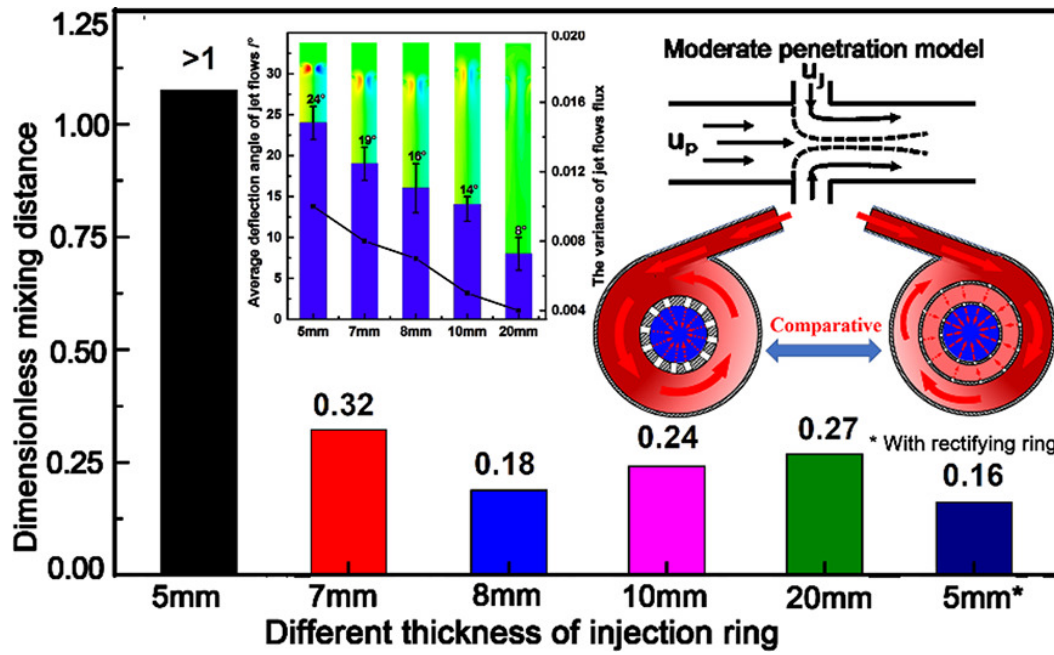 Dimensionless mixing distance
1.25
1.00
0.75
0.50
0.25
0.00
>1
0.32
0.18
0.24
0.27
0.16
5mm
7mm
8mm
10mm
20mm
5mm*
Different thickness of injection ring
Average deflection angle of jet flows /°
30
25
20
15
10
5
0
24°
19°
16°
14°
8°
5mm
7mm
8mm
10mm
20mm
0.020
0.016
0.012
0.008
0.004
The variance of jet flows flux
Moderate penetration model
uJ
up
Comparative
* With rectifying ring